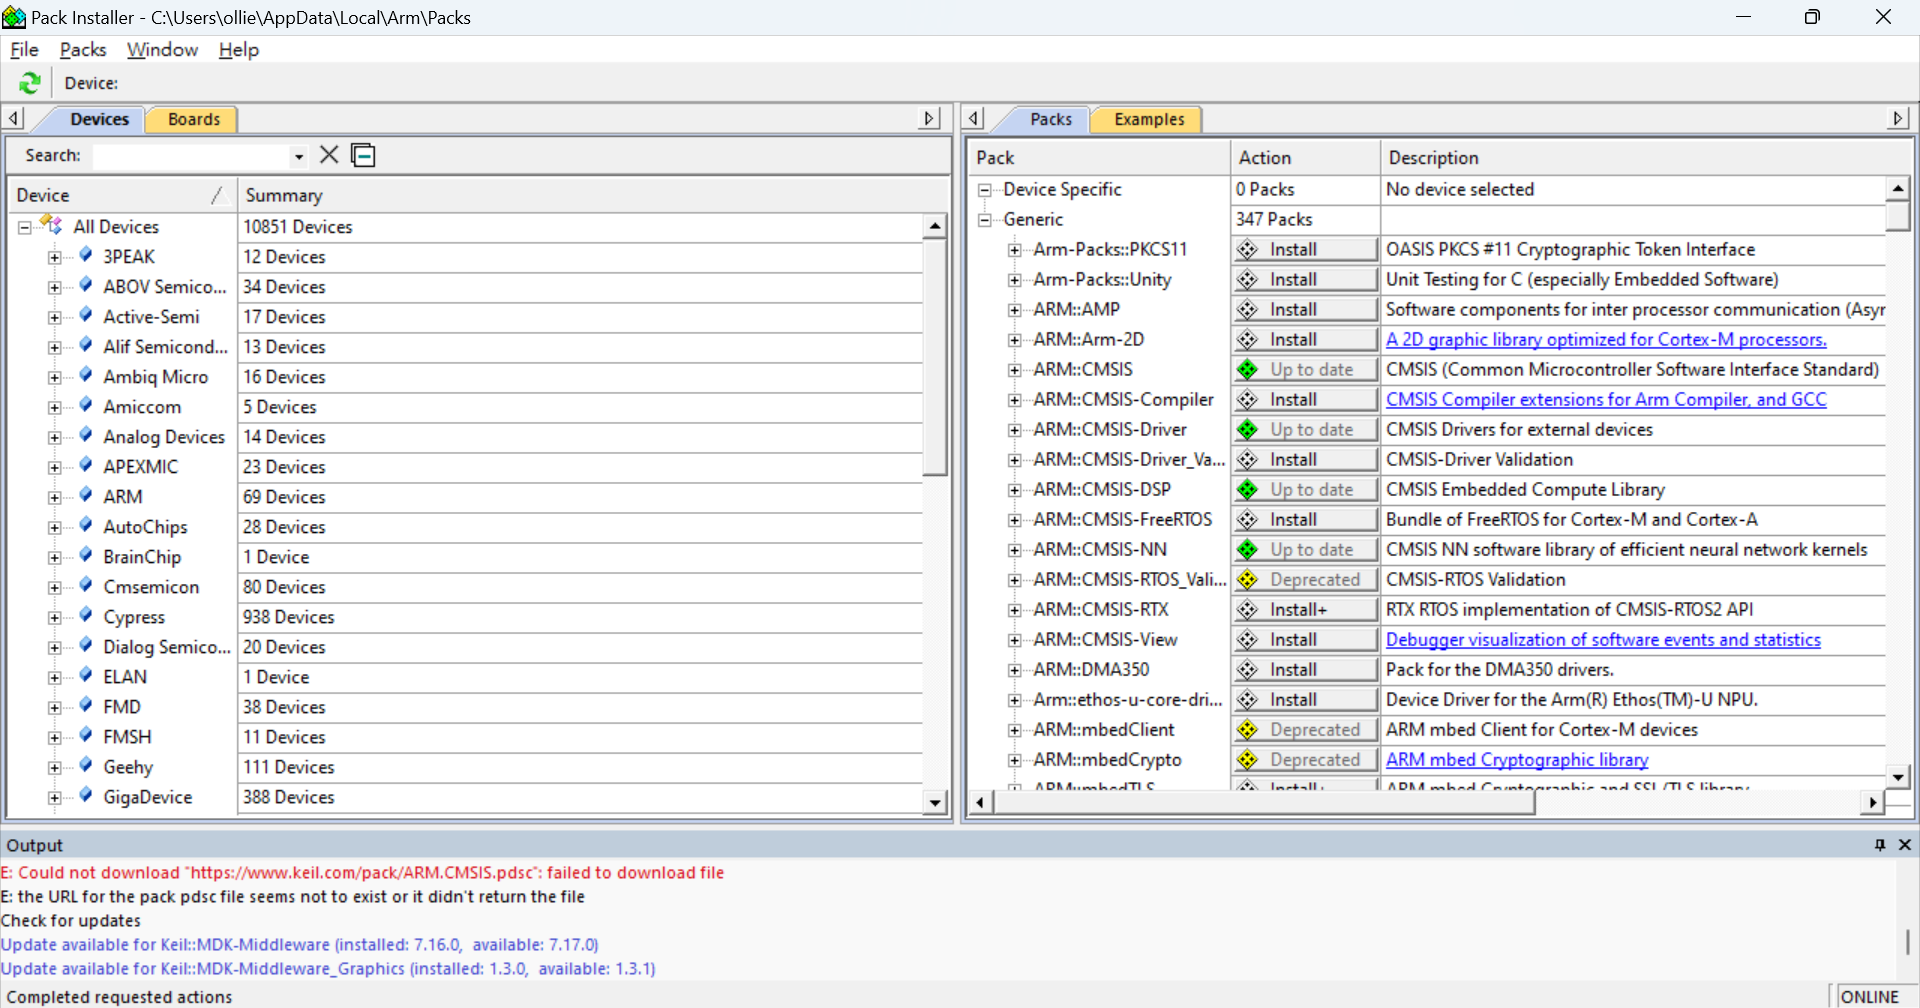 Pack Installer - C:\Users\ollie\AppData\Local\Arm\Packs
File Packs Window Help
Device:
Devices Boards
Search:
Device Summary
All Devices 10851 Devices
3PEAK 12 Devices
ABOV Semico... 34 Devices
Active-Semi 17 Devices
Alif Semicond... 13 Devices
Ambiq Micro 16 Devices
Amiccom 5 Devices
Analog Devices 14 Devices
APEXMIC 23 Devices
ARM 69 Devices
AutoChips 28 Devices
BrainChip 1 Device
Cmsemicon 80 Devices
Cypress 938 Devices
Dialog Semico... 20 Devices
ELAN 1 Device
FMD 38 Devices
FMSH 11 Devices
Geehy 111 Devices
GigaDevice 388 Devices
Packs Examples
Pack Action Description
Device Specific 0 Packs No device selected
Generic 347 Packs
Arm-Packs::PKCS11 Install OASIS PKCS #11 Cryptographic Token Interface
Arm-Packs::Unity Install Unit Testing for C (especially Embedded Software)
ARM::AMP Install Software components for inter processor communication (Asyr
ARM::Arm-2D Install A 2D graphic library optimized for Cortex-M processors.
ARM::CMSIS Up to date CMSIS (Common Microcontroller Software Interface Standard)
ARM::CMSIS-Compiler Install CMSIS Compiler extensions for Arm Compiler, and GCC
ARM::CMSIS-Driver Up to date CMSIS Drivers for external devices
ARM::CMSIS-Driver_Va... Install CMSIS-Driver Validation
ARM::CMSIS-DSP Up to date CMSIS Embedded Compute Library
ARM::CMSIS-FreeRTOS Install Bundle of FreeRTOS for Cortex-M and Cortex-A
ARM::CMSIS-NN Up to date CMSIS NN software library of efficient neural network kernels
ARM::CMSIS-RTOS_Vali... Deprecated CMSIS-RTOS Validation
ARM::CMSIS-RTX Install+ RTX RTOS implementation of CMSIS-RTOS2 API
ARM::CMSIS-View Install Debugger visualization of software events and statistics
ARM::DMA350 Install Pack for the DMA350 drivers.
Arm::ethos-u-core-dri... Install Device Driver for the Arm(R) Ethos(TM)-U NPU.
ARM::mbedClient Deprecated ARM mbed Client for Cortex-M devices
ARM::mbedCrypto Deprecated ARM mbed Cryptographic library
ARM::mbedTLS Install+ ARM mbed Cryptographic and SSL/TLS library
Output
E: Could not download "https://www.keil.com/pack/ARM.CMSIS.pdsc": failed to download file
E: the URL for the pack pdsc file seems not to exist or it didn't return the file
Check for updates
Update available for Keil::MDK-Middleware (installed: 7.16.0, available: 7.17.0)
Update available for Keil::MDK-Middleware_Graphics (installed: 1.3.0, available: 1.3.1)
Completed requested actions ONLINE